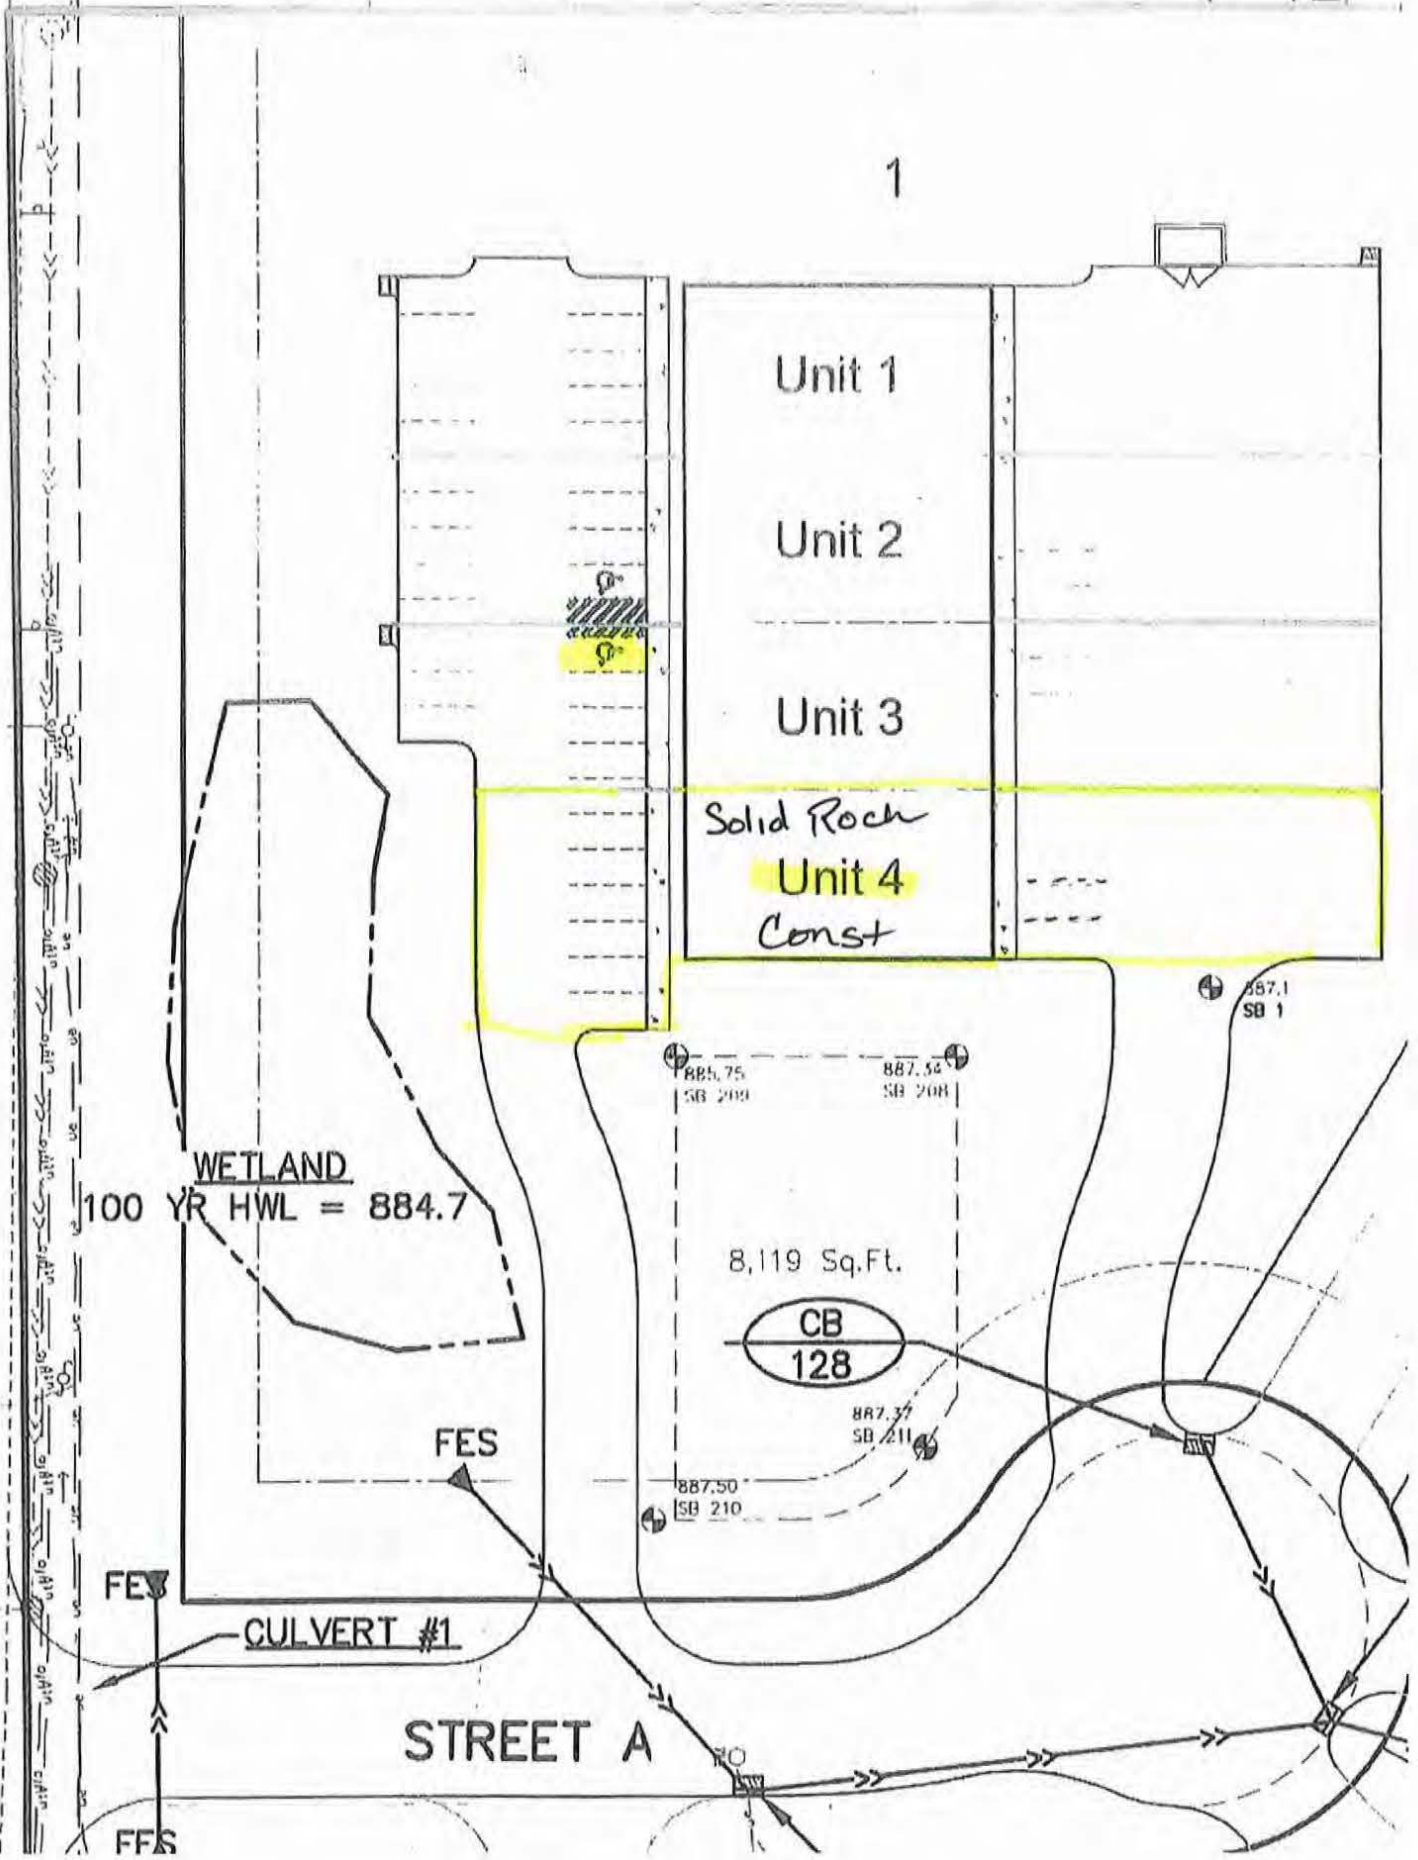 1
Unit 1
Unit 2
Unit 3
Solid Rock
Unit 4
Const
887.1
SB 1
885.75
SB 209
887.34
SB 208
WETLAND
100 YR HWL = 884.7
8,119 Sq.Ft.
CB
128
887.37
SB 211
FES
887.50
SB 210
FES
CULVERT #1
STREET A
FES